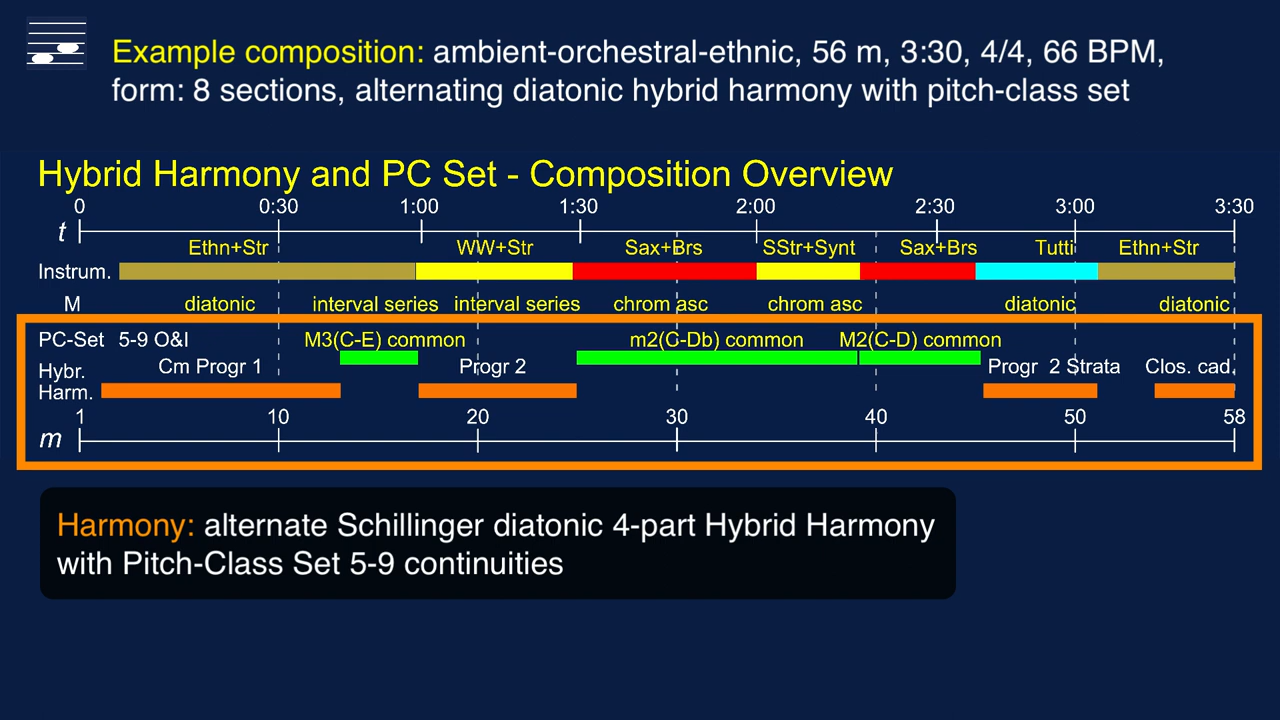 Example composition: ambient-orchestral-ethnic, 56 m, 3:30, 4/4, 66 BPM,
form: 8 sections, alternating diatonic hybrid harmony with pitch-class set
Hybrid Harmony and PC Set - Composition Overview
0 0:30 1:00 1:30 2:00 2:30 3:00 3:30
t
Ethn+Str WW+Str Sax+Brs SStr+Synt Sax+Brs Tutti Ethn+Str
Instrum.
M diatonic interval series interval series chrom asc chrom asc diatonic diatonic
PC-Set 5-9 O&I M3(C-E) common m2(C-Db) common M2(C-D) common
Hybr. Cm Progr 1 Progr 2 Progr 2 Strata Clos. cad.
Harm.
1 10 20 30 40 50 58
m
Harmony: alternate Schillinger diatonic 4-part Hybrid Harmony
with Pitch-Class Set 5-9 continuities